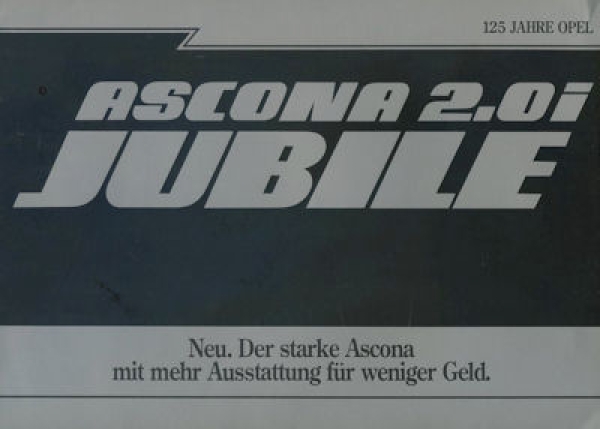 125 JAHRE OPEL
ASCONA 2.0i
JUBILE
Neu. Der starke Ascona
mit mehr Ausstattung für weniger Geld.